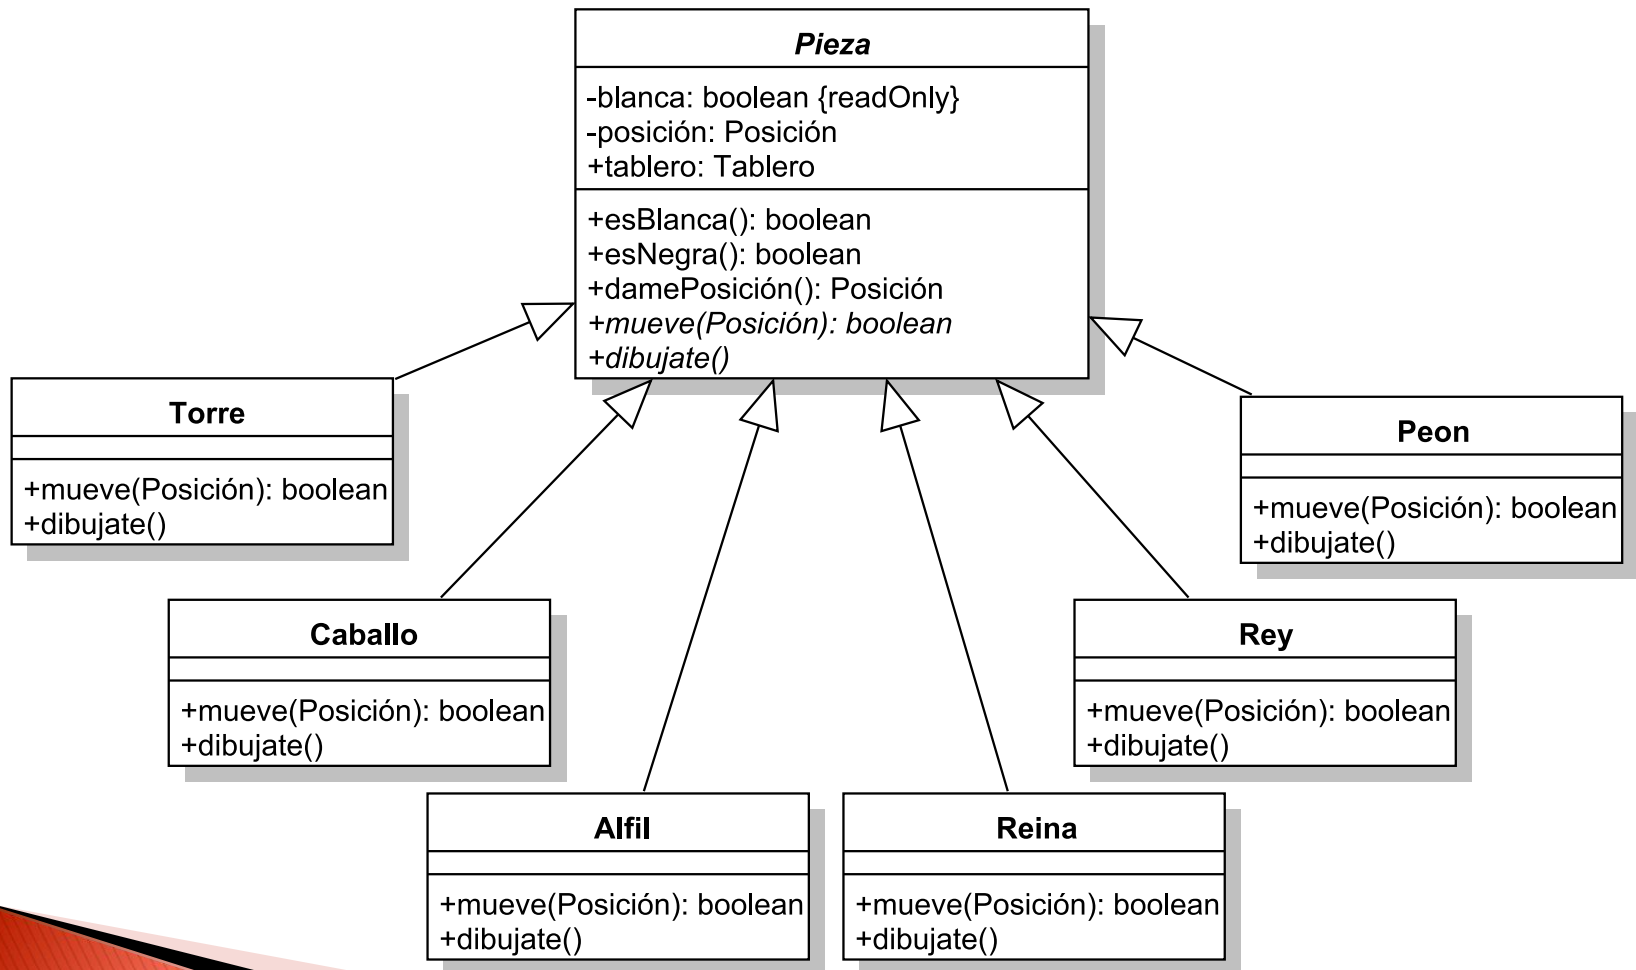 Pieza
-blanca: boolean {readOnly}
-posición: Posición
+tablero: Tablero
+esBlanca(): boolean
+esNegra(): boolean
+damePosición(): Posición
+mueve(Posición): boolean
+dibujate()
Torre
+mueve(Posición): boolean
+dibujate()
Peon
+mueve(Posición): boolean
+dibujate()
Caballo
+mueve(Posición): boolean
+dibujate()
Rey
+mueve(Posición): boolean
+dibujate()
Alfil
+mueve(Posición): boolean
+dibujate()
Reina
+mueve(Posición): boolean
+dibujate()